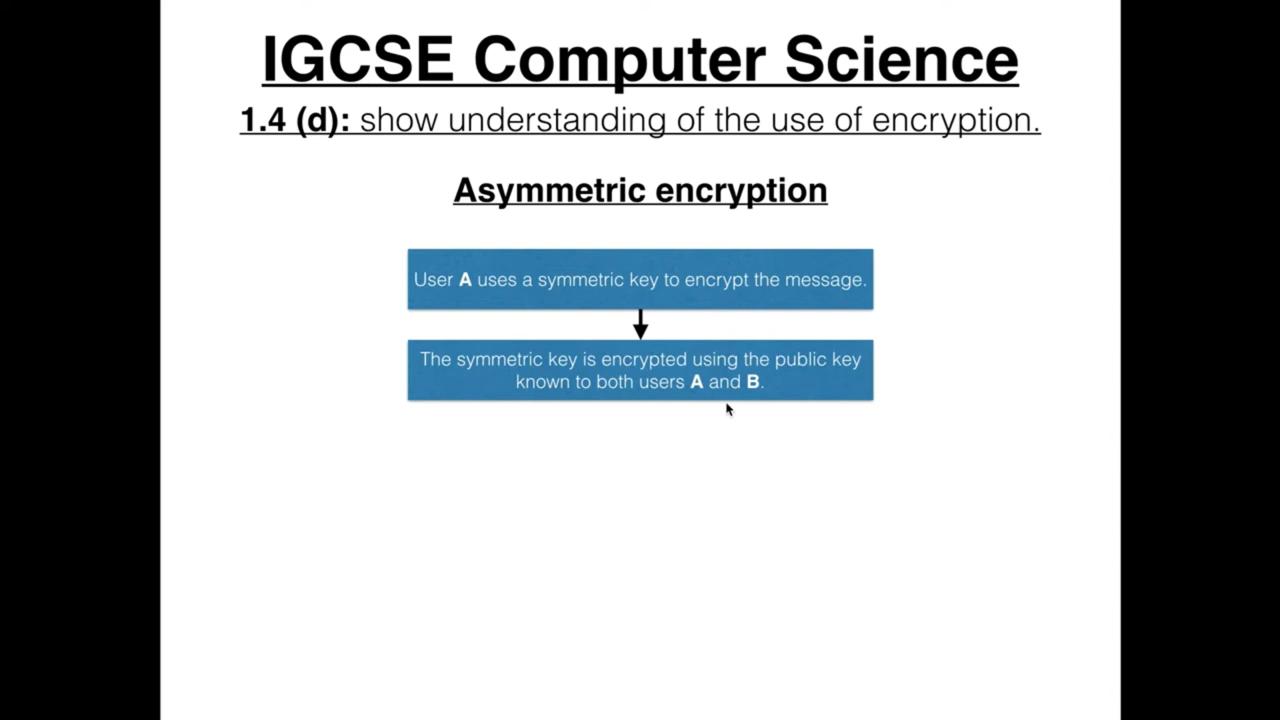 IGCSE Computer Science
1.4 (d): show understanding of the use of encryption.
Asymmetric encryption
User A uses a symmetric key to encrypt the message.
The symmetric key is encrypted using the public key
known to both users A and B.